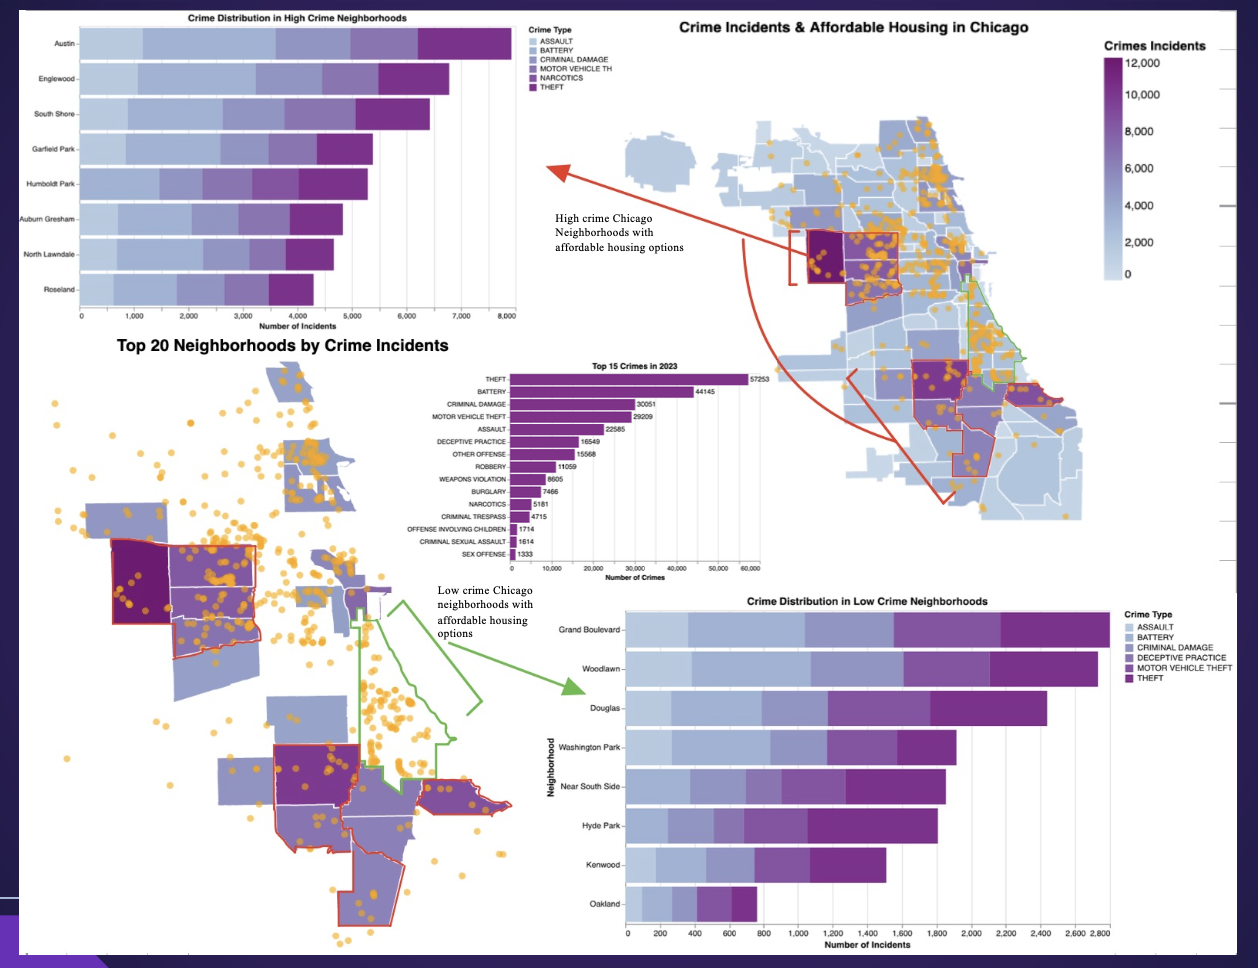 Crime Distribution in High Crime Neighborhoods
Austin
Englewood
South Shore
Garfield Park
Humboldt Park
Auburn Gresham
North Lawndale
Roseland
0 1,000 2,000 3,000 4,000 5,000 6,000 7,000 8,000
Number of Incidents
Crime Type
ASSAULT
BATTERY
CRIMINAL DAMAGE
MOTOR VEHICLE TH
NARCOTICS
THEFT
Crime Incidents & Affordable Housing in Chicago
Crimes Incidents
12,000
10,000
8,000
6,000
4,000
2,000
0
High crime Chicago
Neighborhoods with
affordable housing options
Top 20 Neighborhoods by Crime Incidents
Top 15 Crimes in 2023
THEFT 57253
BATTERY 44145
CRIMINAL DAMAGE 30051
MOTOR VEHICLE THEFT 29209
ASSAULT 22585
DECEPTIVE PRACTICE 16549
OTHER OFFENSE 15568
ROBBERY 11059
WEAPONS VIOLATION 8605
BURGLARY 7466
NARCOTICS 5181
CRIMINAL TRESPASS 4715
OFFENSE INVOLVING CHILDREN 1714
CRIMINAL SEXUAL ASSAULT 1614
SEX OFFENSE 1333
0 10,000 20,000 30,000 40,000 50,000 60,000
Number of Crimes
Low crime Chicago
neighborhoods with
affordable housing
options
Crime Distribution in Low Crime Neighborhoods
Neighborhood
Grand Boulevard
Woodlawn
Douglas
Washington Park
Near South Side
Hyde Park
Kenwood
Oakland
0 200 400 600 800 1,000 1,200 1,400 1,600 1,800 2,000 2,200 2,400 2,600 2,800
Number of Incidents
Crime Type
ASSAULT
BATTERY
CRIMINAL DAMAGE
DECEPTIVE PRACTICE
MOTOR VEHICLE THEFT
THEFT